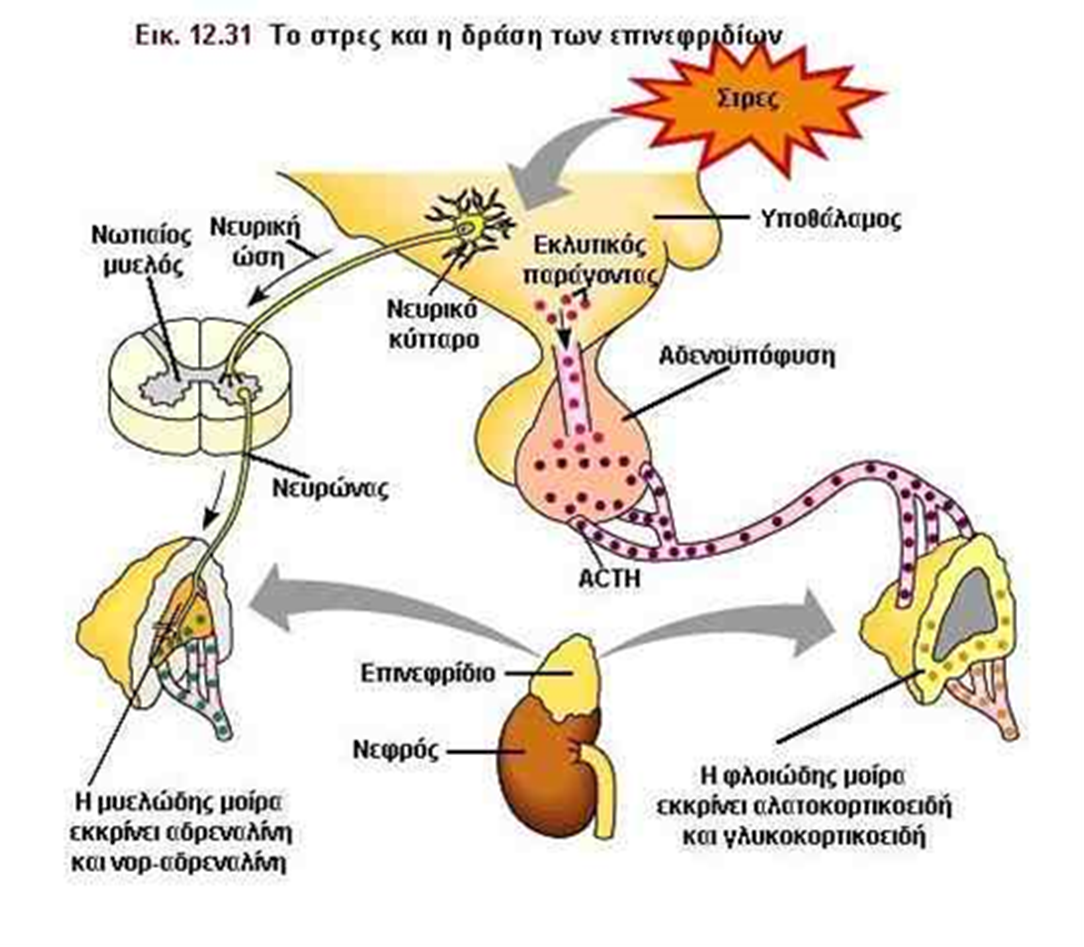 Εικ. 12.31 Το στρες και η δράση των επινεφριδίων
Στρες
Υποθάλαμος
Νωτιαίος
μυελός
Νευρική
ώση
Εκλυτικός
παράγοντας
Νευρικό
κύτταρο
Αδενοϋπόφυση
Νευρώνας
ACTH
Επινεφρίδιο
Νεφρός
Η μυελώδης μοίρα
εκκρίνει αδρεναλίνη
και νορ-αδρεναλίνη
Η φλοιώδης μοίρα
εκκρίνει αλατοκορτικοειδή
και γλυκοκορτικοειδή